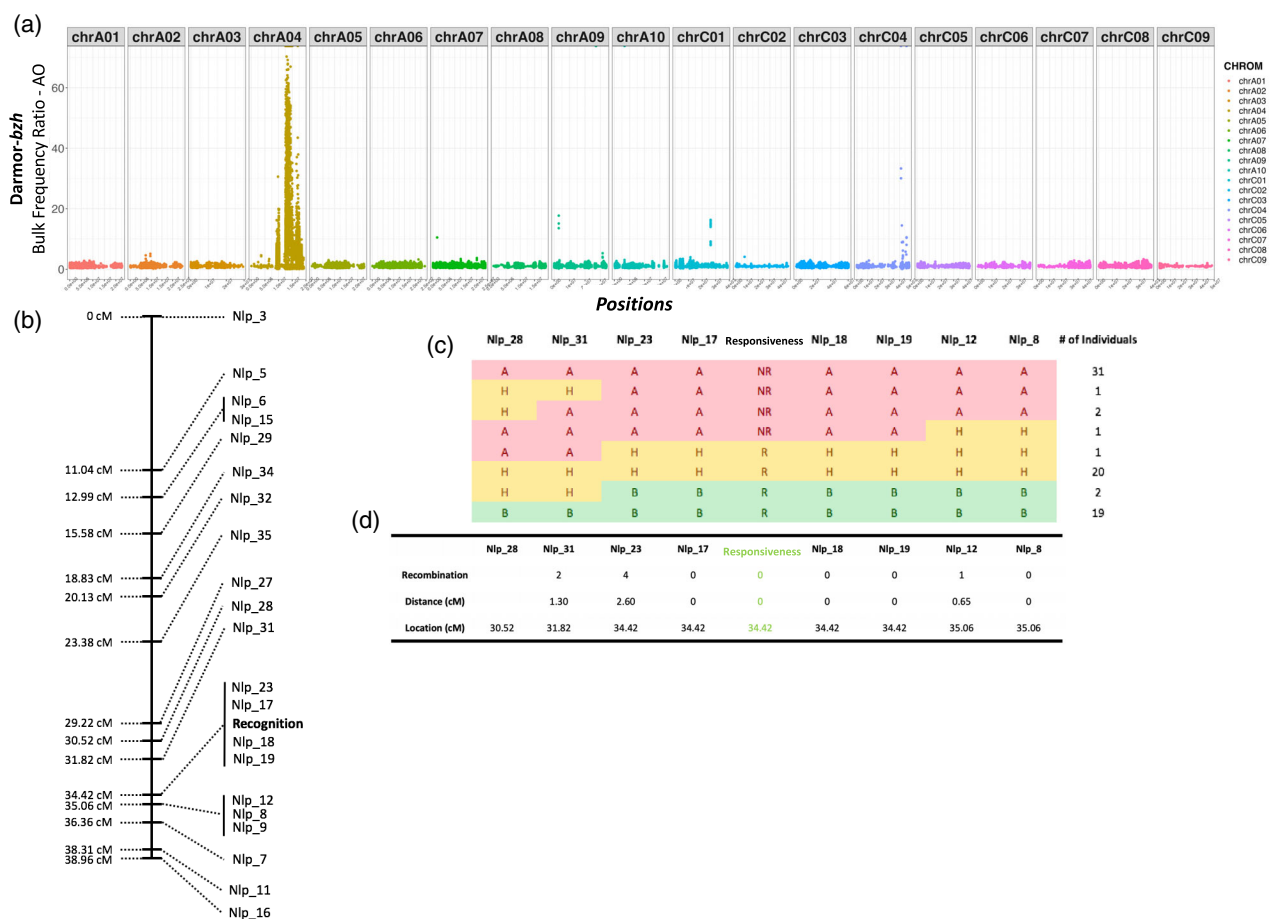 (a)
chrA01 chrA02 chrA03 chrA04 chrA05 chrA06 chrA07 chrA08 chrA09 chrA10 chrC01 chrC02 chrC03 chrC04 chrC05 chrC06 chrC07 chrC08 chrC09
Darmor-bzh
Bulk Frequency Ratio - AO
60
40
20
0
Positions
CHROM
chrA01
chrA02
chrA03
chrA04
chrA05
chrA06
chrA07
chrA08
chrA09
chrA10
chrC01
chrC02
chrC03
chrC04
chrC05
chrC06
chrC07
chrC08
chrC09
(b)
0 cM
11.04 cM
12.99 cM
15.58 cM
18.83 cM
20.13 cM
23.38 cM
29.22 cM
30.52 cM
31.82 cM
34.42 cM
35.06 cM
36.36 cM
38.31 cM
38.96 cM
Nlp_3
Nlp_5
Nlp_6
Nlp_15
Nlp_29
Nlp_34
Nlp_32
Nlp_35
Nlp_27
Nlp_28
Nlp_31
Nlp_23
Nlp_17
Recognition
Nlp_18
Nlp_19
Nlp_12
Nlp_8
Nlp_9
Nlp_7
Nlp_11
Nlp_16
(c)
Nlp_28 Nlp_31 Nlp_23 Nlp_17 Responsiveness Nlp_18 Nlp_19 Nlp_12 Nlp_8 # of Individuals
A A A A NR A A A A 31
H H A A NR A A A A 1
H A A A NR A A A A 2
A A A A NR A A H H 1
A A H H R H H H H 1
H H H H R H H H H 20
H H B B R B B B B 2
B B B B R B B B B 19
(d)
Nlp_28 Nlp_31 Nlp_23 Nlp_17 Responsiveness Nlp_18 Nlp_19 Nlp_12 Nlp_8
Recombination 2 4 0 0 0 0 1 0
Distance (cM) 1.30 2.60 0 0 0 0 0.65 0
Location (cM) 30.52 31.82 34.42 34.42 34.42 34.42 34.42 35.06 35.06